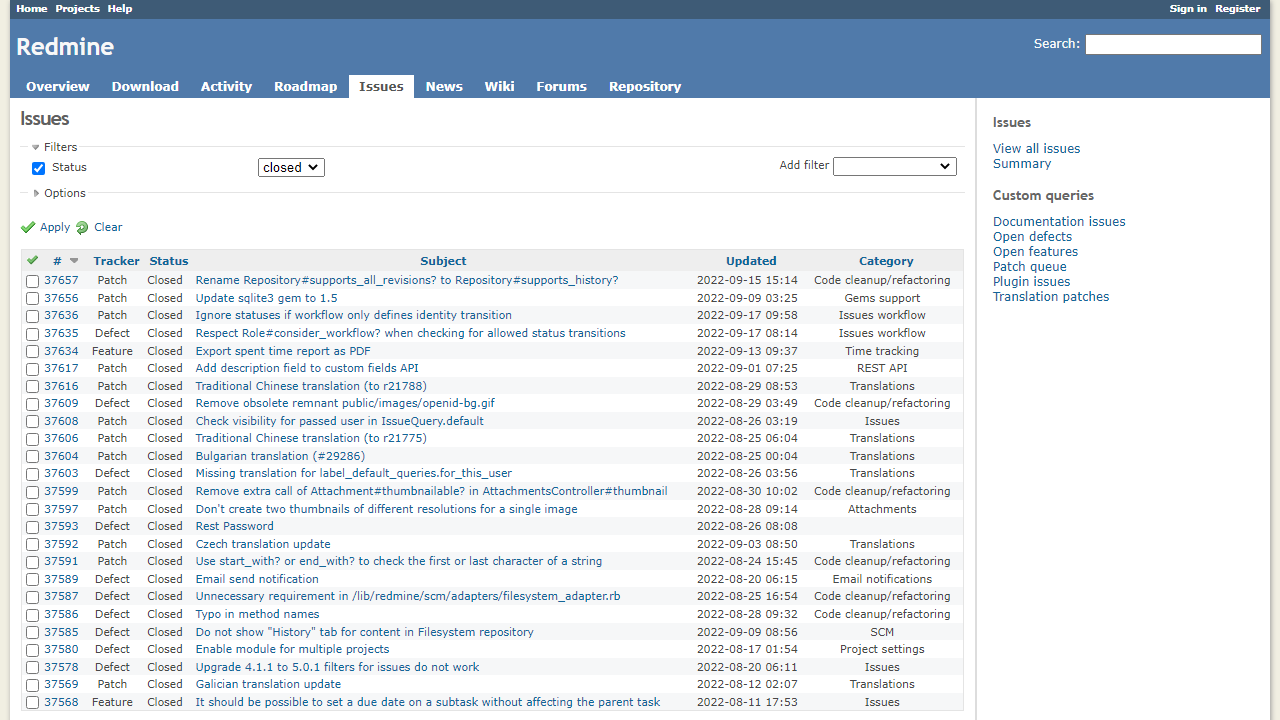 Home Projects Help Sign in Register
Redmine
Search:
Overview Download Activity Roadmap Issues News Wiki Forums Repository
Issues
Filters
Status closed Add filter
Options
Apply Clear
# Tracker Status Subject Updated Category
37657 Patch Closed Rename Repository#supports_all_revisions? to Repository#supports_history? 2022-09-15 15:14 Code cleanup/refactoring
37656 Patch Closed Update sqlite3 gem to 1.5 2022-09-09 03:25 Gems support
37636 Patch Closed Ignore statuses if workflow only defines identity transition 2022-09-17 09:58 Issues workflow
37635 Defect Closed Respect Role#consider_workflow? when checking for allowed status transitions 2022-09-17 08:14 Issues workflow
37634 Feature Closed Export spent time report as PDF 2022-09-13 09:37 Time tracking
37617 Patch Closed Add description field to custom fields API 2022-09-01 07:25 REST API
37616 Patch Closed Traditional Chinese translation (to r21788) 2022-08-29 08:53 Translations
37609 Defect Closed Remove obsolete remnant public/images/openid-bg.gif 2022-08-29 03:49 Code cleanup/refactoring
37608 Patch Closed Check visibility for passed user in IssueQuery.default 2022-08-26 03:19 Issues
37606 Patch Closed Traditional Chinese translation (to r21775) 2022-08-25 06:04 Translations
37604 Patch Closed Bulgarian translation (#29286) 2022-08-25 00:04 Translations
37603 Defect Closed Missing translation for label_default_queries.for_this_user 2022-08-26 03:56 Translations
37599 Patch Closed Remove extra call of Attachment#thumbnailable? in AttachmentsController#thumbnail 2022-08-30 10:02 Code cleanup/refactoring
37597 Patch Closed Don't create two thumbnails of different resolutions for a single image 2022-08-28 09:14 Attachments
37593 Defect Closed Rest Password 2022-08-26 08:08
37592 Patch Closed Czech translation update 2022-09-03 08:50 Translations
37591 Patch Closed Use start_with? or end_with? to check the first or last character of a string 2022-08-24 15:45 Code cleanup/refactoring
37589 Defect Closed Email send notification 2022-08-20 06:15 Email notifications
37587 Defect Closed Unnecessary requirement in /lib/redmine/scm/adapters/filesystem_adapter.rb 2022-08-25 16:54 Code cleanup/refactoring
37586 Defect Closed Typo in method names 2022-08-28 09:32 Code cleanup/refactoring
37585 Defect Closed Do not show "History" tab for content in Filesystem repository 2022-09-09 08:56 SCM
37580 Defect Closed Enable module for multiple projects 2022-08-17 01:54 Project settings
37578 Defect Closed Upgrade 4.1.1 to 5.0.1 filters for issues do not work 2022-08-20 06:11 Issues
37569 Patch Closed Galician translation update 2022-08-12 02:07 Translations
37568 Feature Closed It should be possible to set a due date on a subtask without affecting the parent task 2022-08-11 17:53 Issues
Issues
View all issues
Summary
Custom queries
Documentation issues
Open defects
Open features
Patch queue
Plugin issues
Translation patches